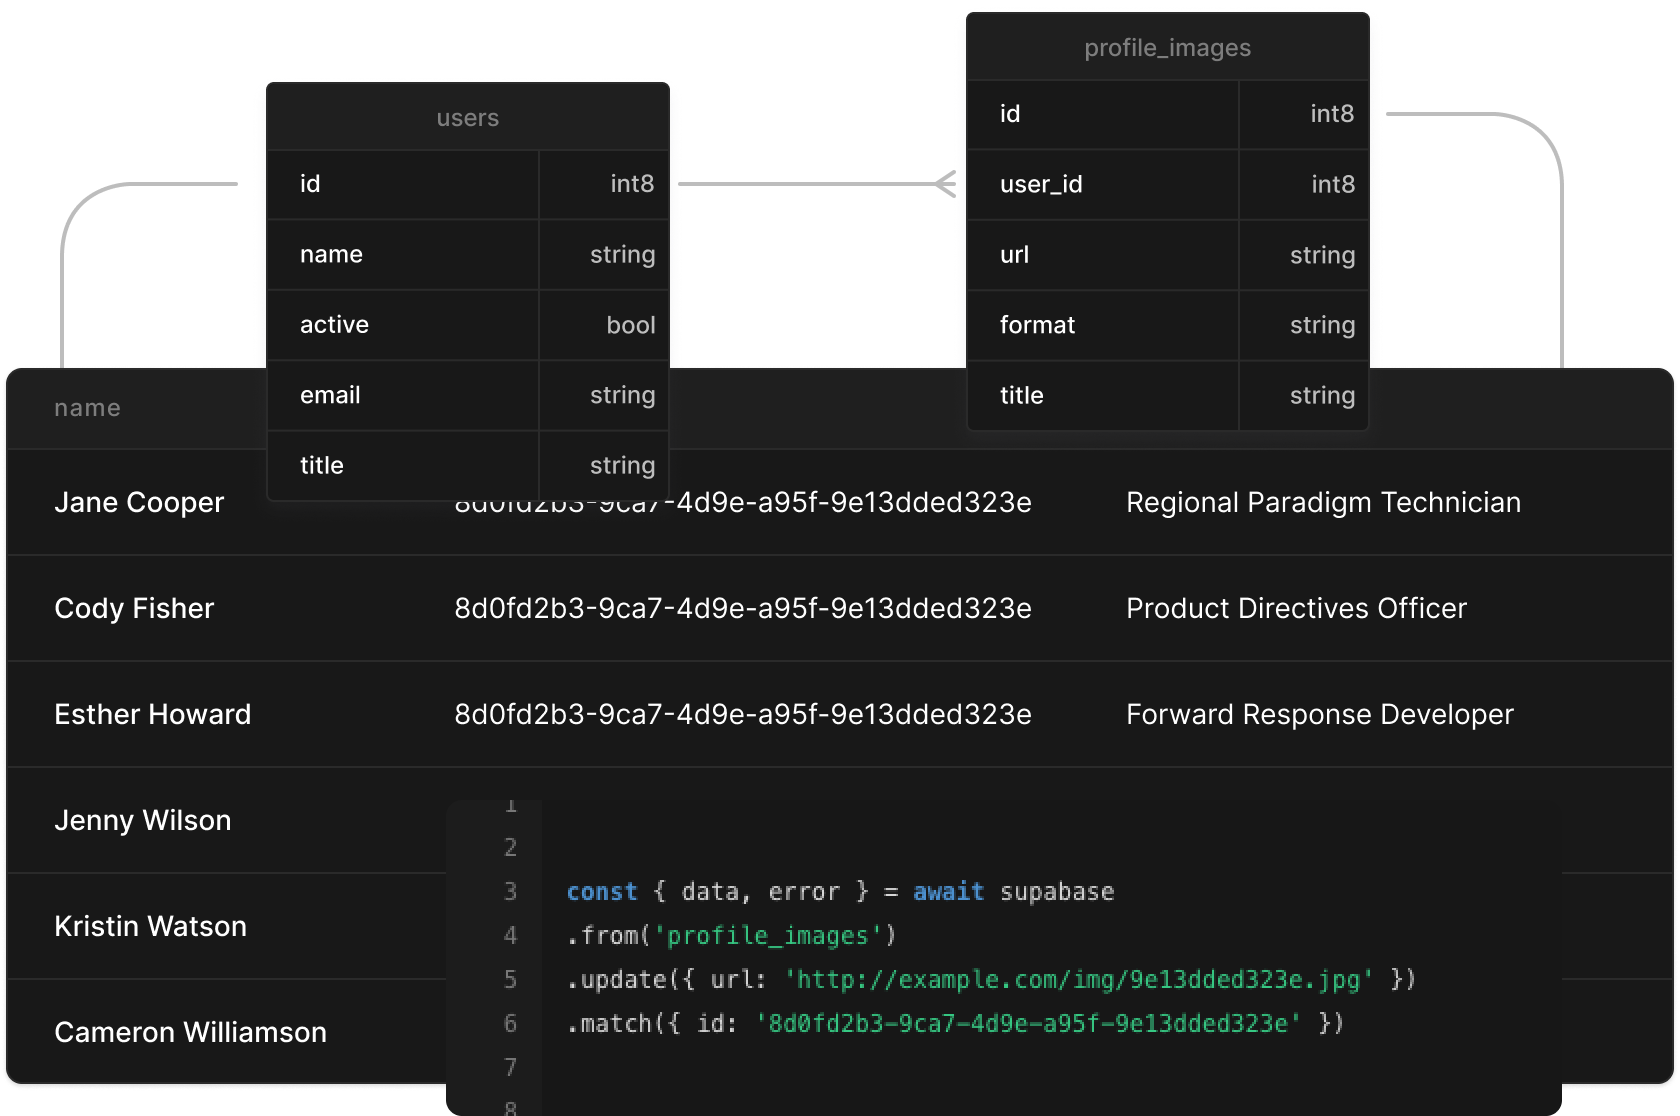 profile_images
id int8
user_id int8
url string
format string
title string
users
id int8
name string
active bool
email string
title string
name
Jane Cooper 8d0fd2b3-9ca7-4d9e-a95f-9e13dded323e Regional Paradigm Technician
Cody Fisher 8d0fd2b3-9ca7-4d9e-a95f-9e13dded323e Product Directives Officer
Esther Howard 8d0fd2b3-9ca7-4d9e-a95f-9e13dded323e Forward Response Developer
Jenny Wilson
Kristin Watson
Cameron Williamson
1
2
3 const { data, error } = await supabase
4 .from('profile_images')
5 .update({ url: 'http://example.com/img/9e13dded323e.jpg' })
6 .match({ id: '8d0fd2b3-9ca7-4d9e-a95f-9e13dded323e' })
7
8